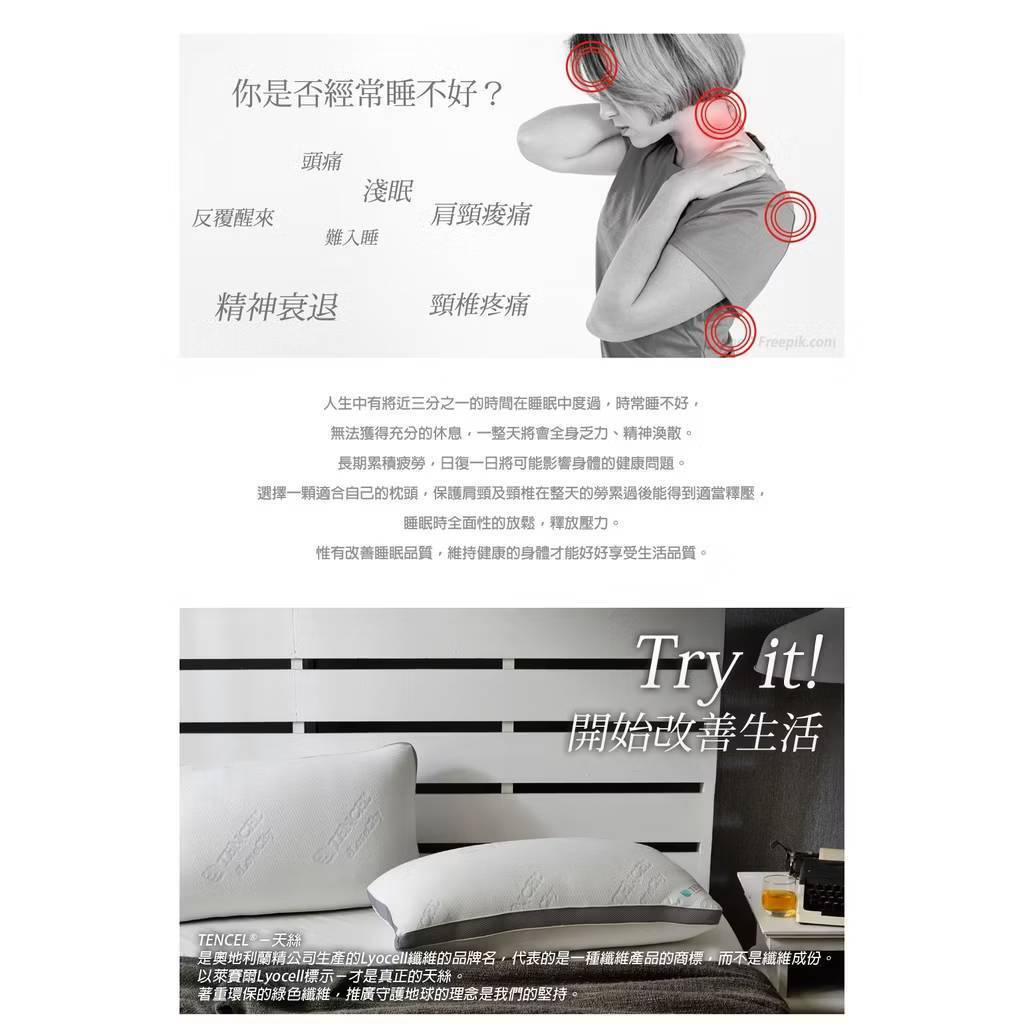 你是否經常睡不好？
頭痛
淺眠
反覆醒來
難入睡
肩頸痠痛
精神衰退
頸椎疼痛
Freepik.com
人生中有將近三分之一的時間在睡眠中度過，時常睡不好，
無法獲得充分的休息，一整天將會全身乏力、精神渙散。
長期累積疲勞，日復一日將可能影響身體的健康問題。
選擇一顆適合自己的枕頭，保護肩頸及頸椎在整天的勞累過後能得到適當釋壓，
睡眠時全面性的放鬆，釋放壓力。
惟有改善睡眠品質，維持健康的身體才能好好享受生活品質。
Try it!
開始改善生活
TENCEL
TENCEL
TENCEL
TENCEL®－天絲
是奧地利蘭精公司生產的Lyocell纖維的品牌名，代表的是一種纖維產品的商標，而不是纖維成份。
以萊賽爾Lyocell標示－才是真正的天絲。
著重環保的綠色纖維，推廣守護地球的理念是我們的堅持。